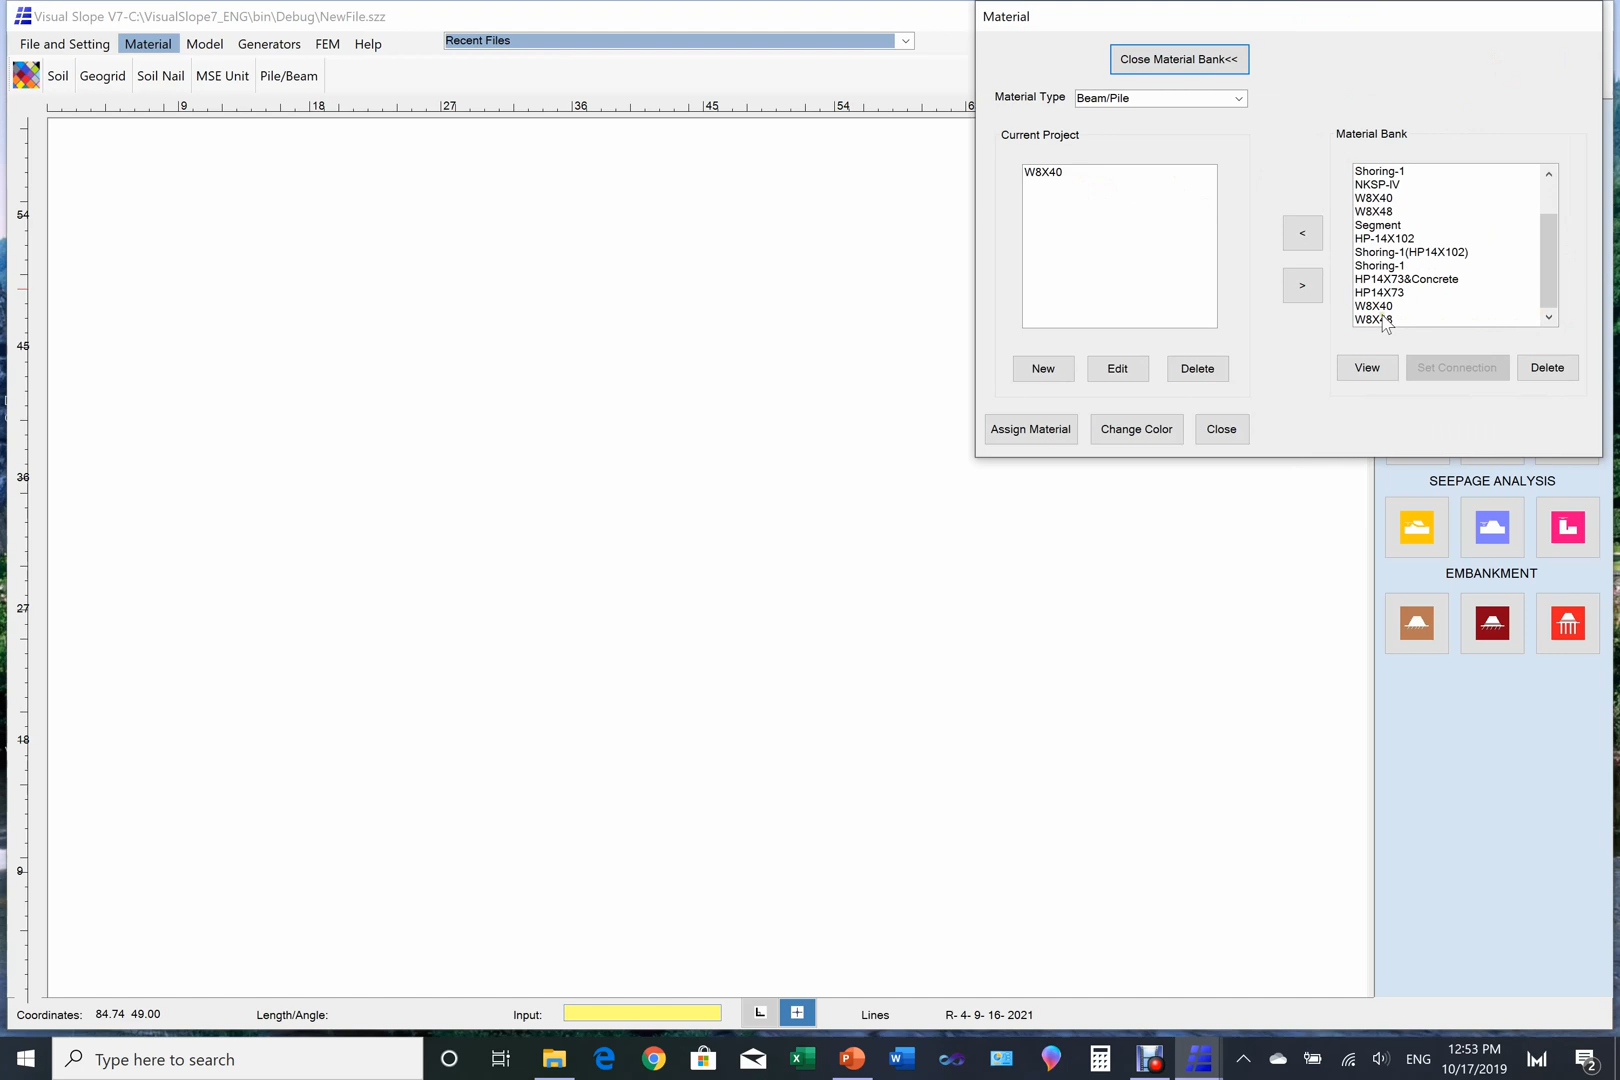 Visual Slope V7-C:\VisualSlope7_ENG\bin\Debug\NewFile.szz
File and Setting Material Model Generators FEM Help Recent Files
Soil Geogrid Soil Nail MSE Unit Pile/Beam
9 18 27 36 45 54
54
45
36
27
18
9
Material
Close Material Bank<<
Material Type Beam/Pile
Current Project
W8X40
New Edit Delete
Assign Material Change Color Close
Material Bank
Shoring-1
NKSP-IV
W8X40
W8X48
Segment
HP-14X102
Shoring-1(HP14X102)
Shoring-1
HP14X73&Concrete
HP14X73
W8X40
W8X48
<
>
View Set Connection Delete
SEEPAGE ANALYSIS
EMBANKMENT
Coordinates: 84.74 49.00 Length/Angle: Input: Lines R- 4- 9- 16- 2021
Type here to search
ENG
12:53 PM
10/17/2019
2